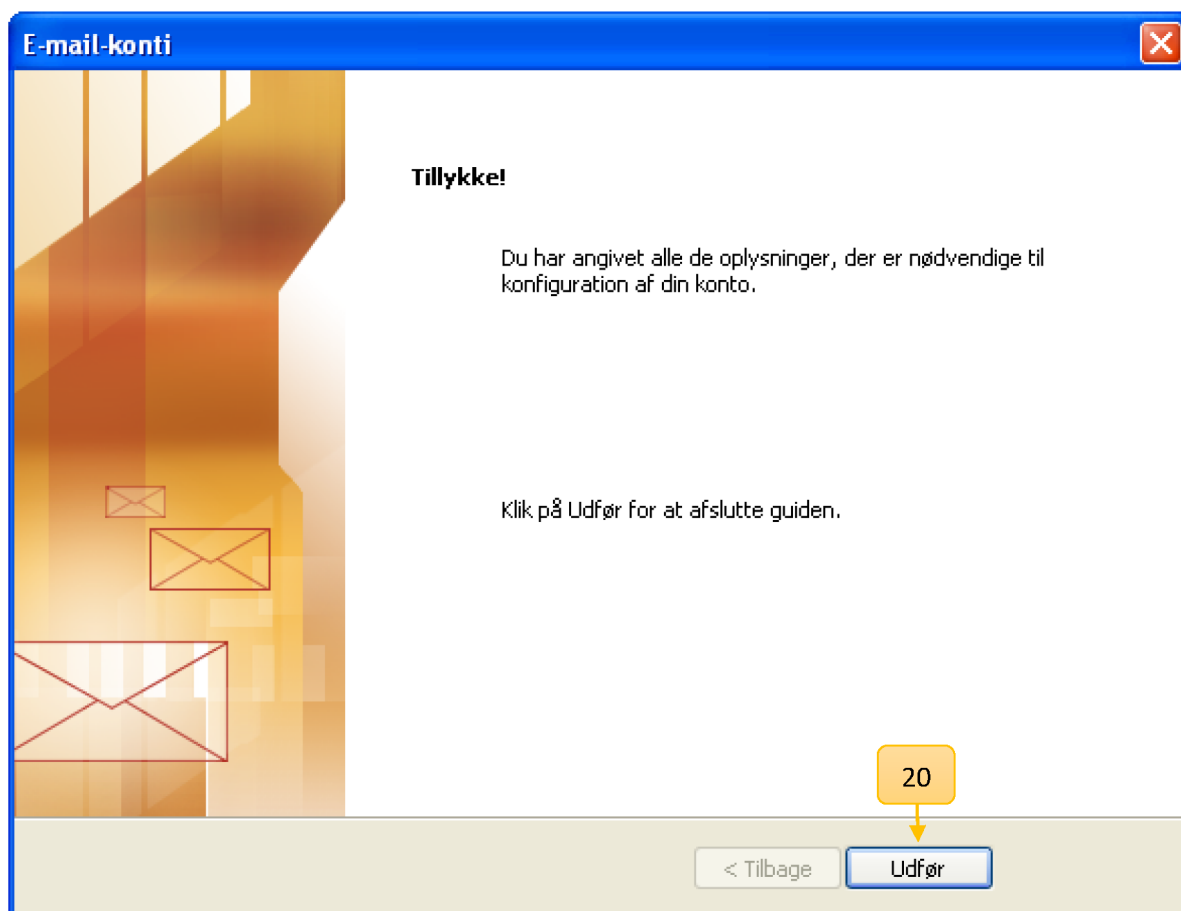 E-mail-konti
Tillykke!
Du har angivet alle de oplysninger, der er nødvendige til
konfiguration af din konto.
Klik på Udfør for at afslutte guiden.
20
< Tilbage
Udfør